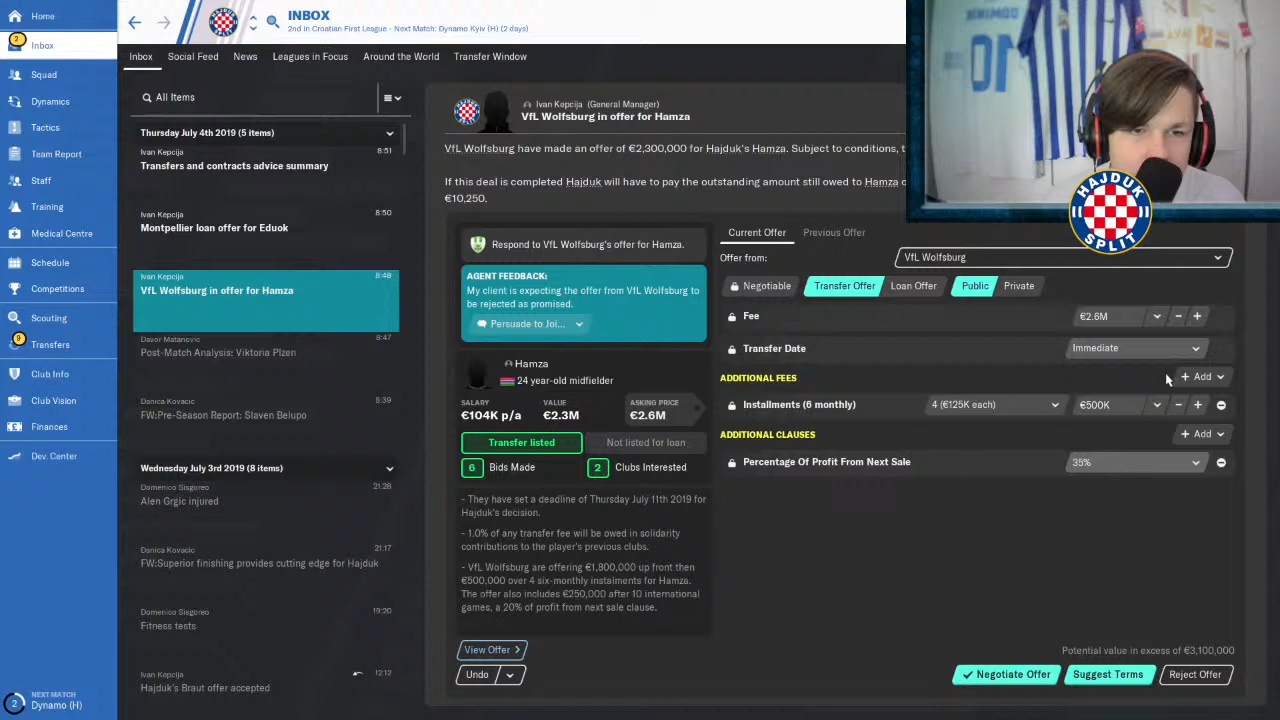 Home
2
Inbox
Squad
Dynamics
Tactics
Team Report
Staff
Training
Medical Centre
Schedule
Competitions
Scouting
8
Transfers
Club Info
Club Vision
Finances
Dev. Center
2
NEXT MATCH
Dynamo (H)
INBOX
2nd in Croatian First League - Next Match: Dynamo Kyiv (H) (2 days)
Inbox
Social Feed
News
Leagues in Focus
Around the World
Transfer Window
All Items
Thursday July 4th 2019 (5 items)
Ivan Kepcija
8:51
Transfers and contracts advice summary
Ivan Kepcija
8:50
Montpellier loan offer for Eduok
Ivan Kepcija
8:48
VfL Wolfsburg in offer for Hamza
Davor Matanovic
8:47
Post-Match Analysis: Viktoria Plzen
Danica Kovacic
8:39
FW:Pre-Season Report: Slaven Belupo
Wednesday July 3rd 2019 (8 items)
Domenico Sisgoreo
21:28
Alen Grgic injured
Danica Kovacic
21:17
FW:Superior finishing provides cutting edge for Hajduk
Domenico Sisgoreo
19:20
Fitness tests
Ivan Kepcija
12:12
Hajduk's Braut offer accepted
Ivan Kepcija (General Manager)
VfL Wolfsburg in offer for Hamza
VfL Wolfsburg have made an offer of €2,300,000 for Hajduk's Hamza. Subject to conditions, t
If this deal is completed Hajduk will have to pay the outstanding amount still owed to Hamza
€10,250.
Respond to VfL Wolfsburg's offer for Hamza.
AGENT FEEDBACK:
My client is expecting the offer from VfL Wolfsburg to
be rejected as promised.
Persuade to Joi...
Hamza
24 year-old midfielder
SALARY
€104K p/a
VALUE
€2.3M
ASKING PRICE
€2.6M
Transfer listed
Not listed for loan
6 Bids Made
2 Clubs Interested
- They have set a deadline of Thursday July 11th 2019 for
Hajduk's decision.
- 1.0% of any transfer fee will be owed in solidarity
contributions to the player's previous clubs.
- VfL Wolfsburg are offering €1,800,000 up front then
€500,000 over 4 six-monthly instalments for Hamza.
The offer also includes €250,000 after 10 international
games, a 20% of profit from next sale clause.
View Offer
Undo
Current Offer
Previous Offer
Offer from:
VfL Wolfsburg
Negotiable
Transfer Offer
Loan Offer
Public
Private
Fee
€2.6M
Transfer Date
Immediate
ADDITIONAL FEES
+ Add
Installments (6 monthly)
4 (€125K each)
€500K
ADDITIONAL CLAUSES
+ Add
Percentage Of Profit From Next Sale
35%
Potential value in excess of €3,100,000
Negotiate Offer
Suggest Terms
Reject Offer
HAJDUK
SPLIT
10